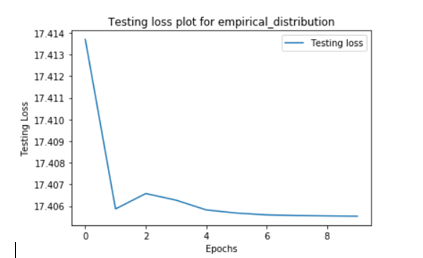 Testing loss plot for empirical_distribution
Testing loss
17.414
17.413
17.412
17.411
17.410
17.409
17.408
17.407
17.406
Testing Loss
0 2 4 6 8
Epochs